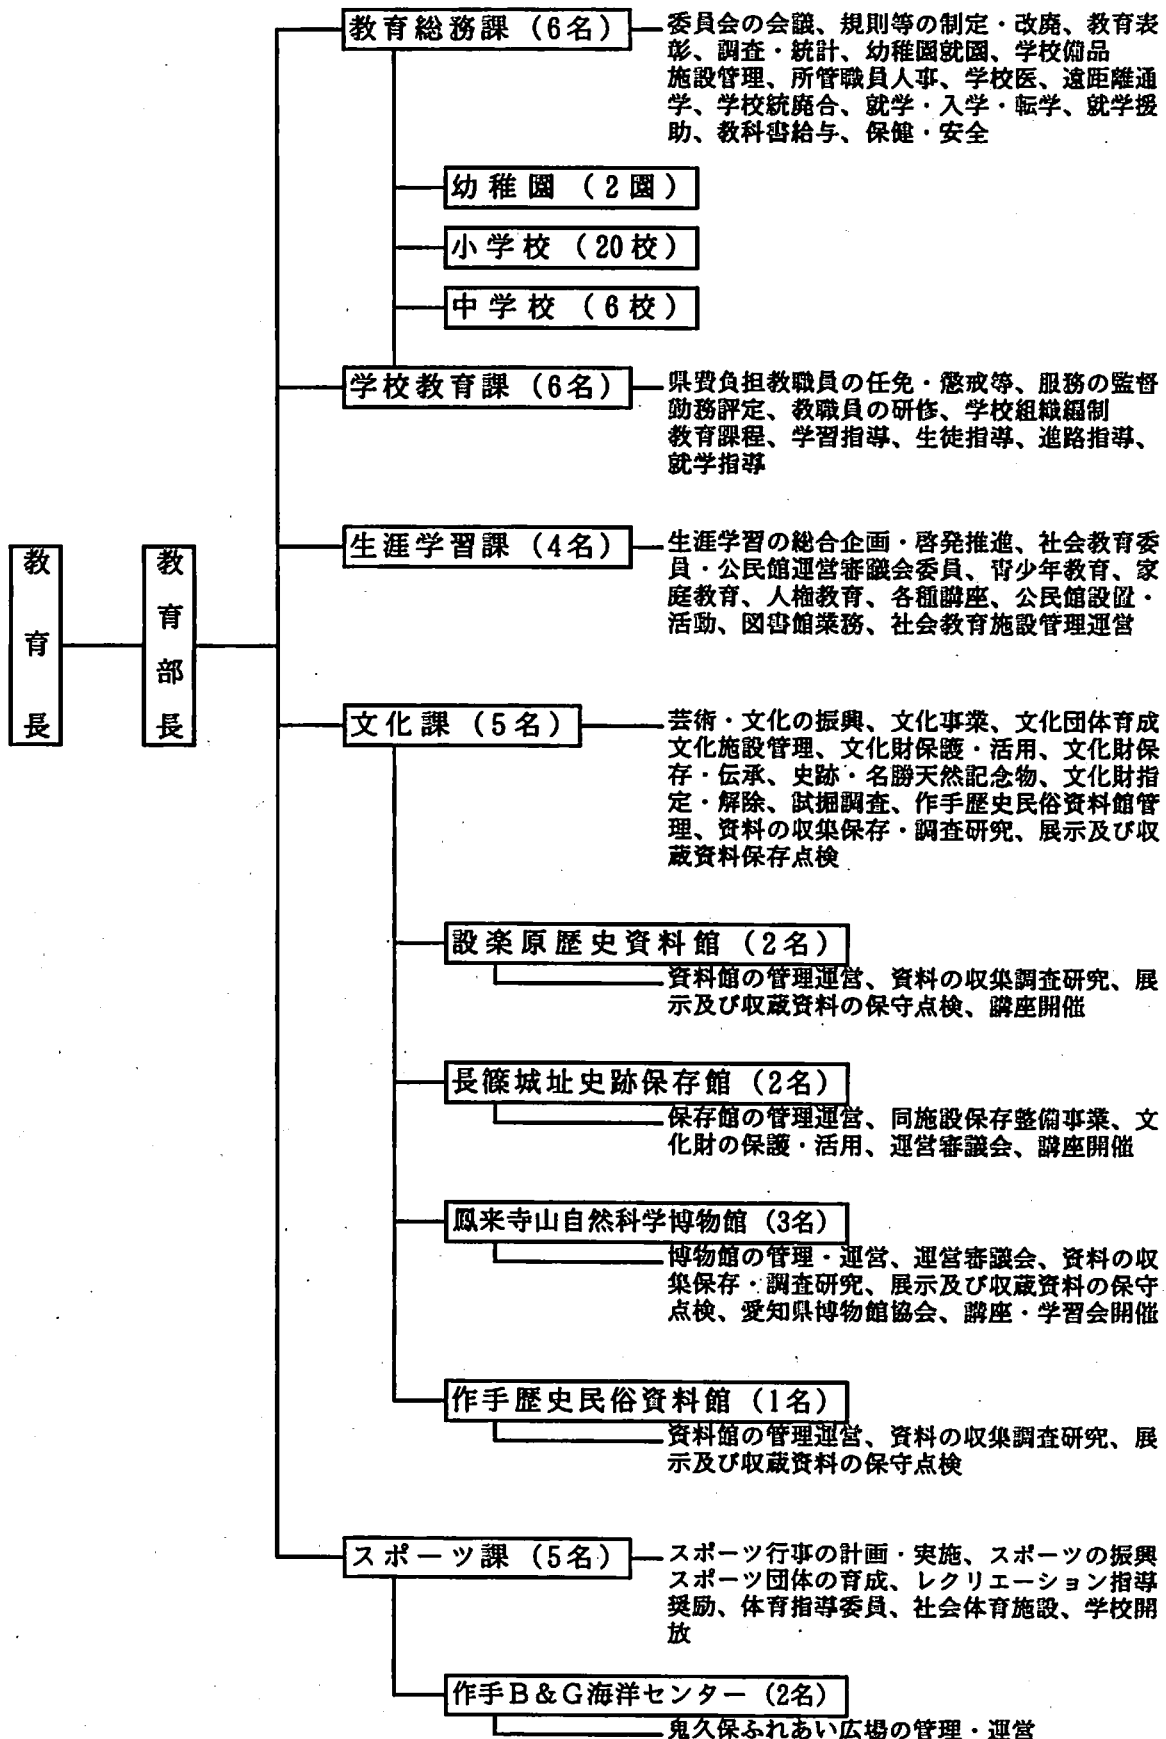 教育長
教育部長
教育総務課（6名）
委員会の会議、規則等の制定・改廃、教育表
彰、調査・統計、幼稚園就園、学校備品
施設管理、所管職員人事、学校医、遠距離通
学、学校統廃合、就学・入学・転学、就学援
助、教科書給与、保健・安全
幼稚園（2園）
小学校（20校）
中学校（6校）
学校教育課（6名）
県費負担教職員の任免・懲戒等、服務の監督
勤務評定、教職員の研修、学校組織編制
教育課程、学習指導、生徒指導、進路指導、
就学指導
生涯学習課（4名）
生涯学習の総合企画・啓発推進、社会教育委
員・公民館運営審議会委員、青少年教育、家
庭教育、人権教育、各種講座、公民館設置・
活動、図書館業務、社会教育施設管理運営
文化課（5名）
芸術・文化の振興、文化事業、文化団体育成
文化施設管理、文化財保護・活用、文化財保
存・伝承、史跡・名勝天然記念物、文化財指
定・解除、試掘調査、作手歴史民俗資料館管
理、資料の収集保存・調査研究、展示及び収
蔵資料保存点検
設楽原歴史資料館（2名）
資料館の管理運営、資料の収集調査研究、展
示及び収蔵資料の保守点検、講座開催
長篠城址史跡保存館（2名）
保存館の管理運営、同施設保存整備事業、文
化財の保護・活用、運営審議会、講座開催
鳳来寺山自然科学博物館（3名）
博物館の管理・運営、運営審議会、資料の収
集保存・調査研究、展示及び収蔵資料の保守
点検、愛知県博物館協会、講座・学習会開催
作手歴史民俗資料館（1名）
資料館の管理運営、資料の収集調査研究、展
示及び収蔵資料の保守点検
スポーツ課（5名）
スポーツ行事の計画・実施、スポーツの振興
スポーツ団体の育成、レクリエーション指導
奨励、体育指導委員、社会体育施設、学校開
放
作手B＆G海洋センター（2名）
鬼久保ふれあい広場の管理・運営